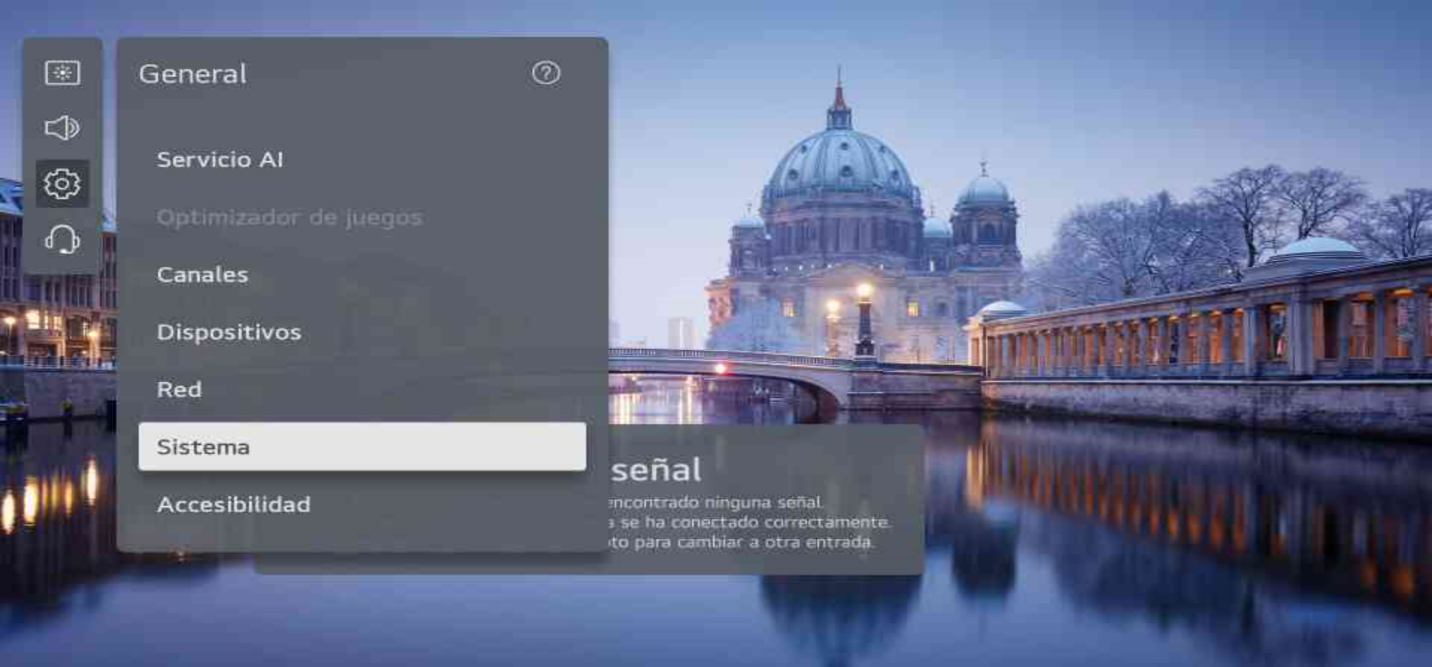 General
Servicio AI
Optimizador de juegos
Canales
Dispositivos
Red
Sistema
Accesibilidad
señal
encontrado ninguna señal.
se ha conectado correctamente.
para cambiar a otra entrada.